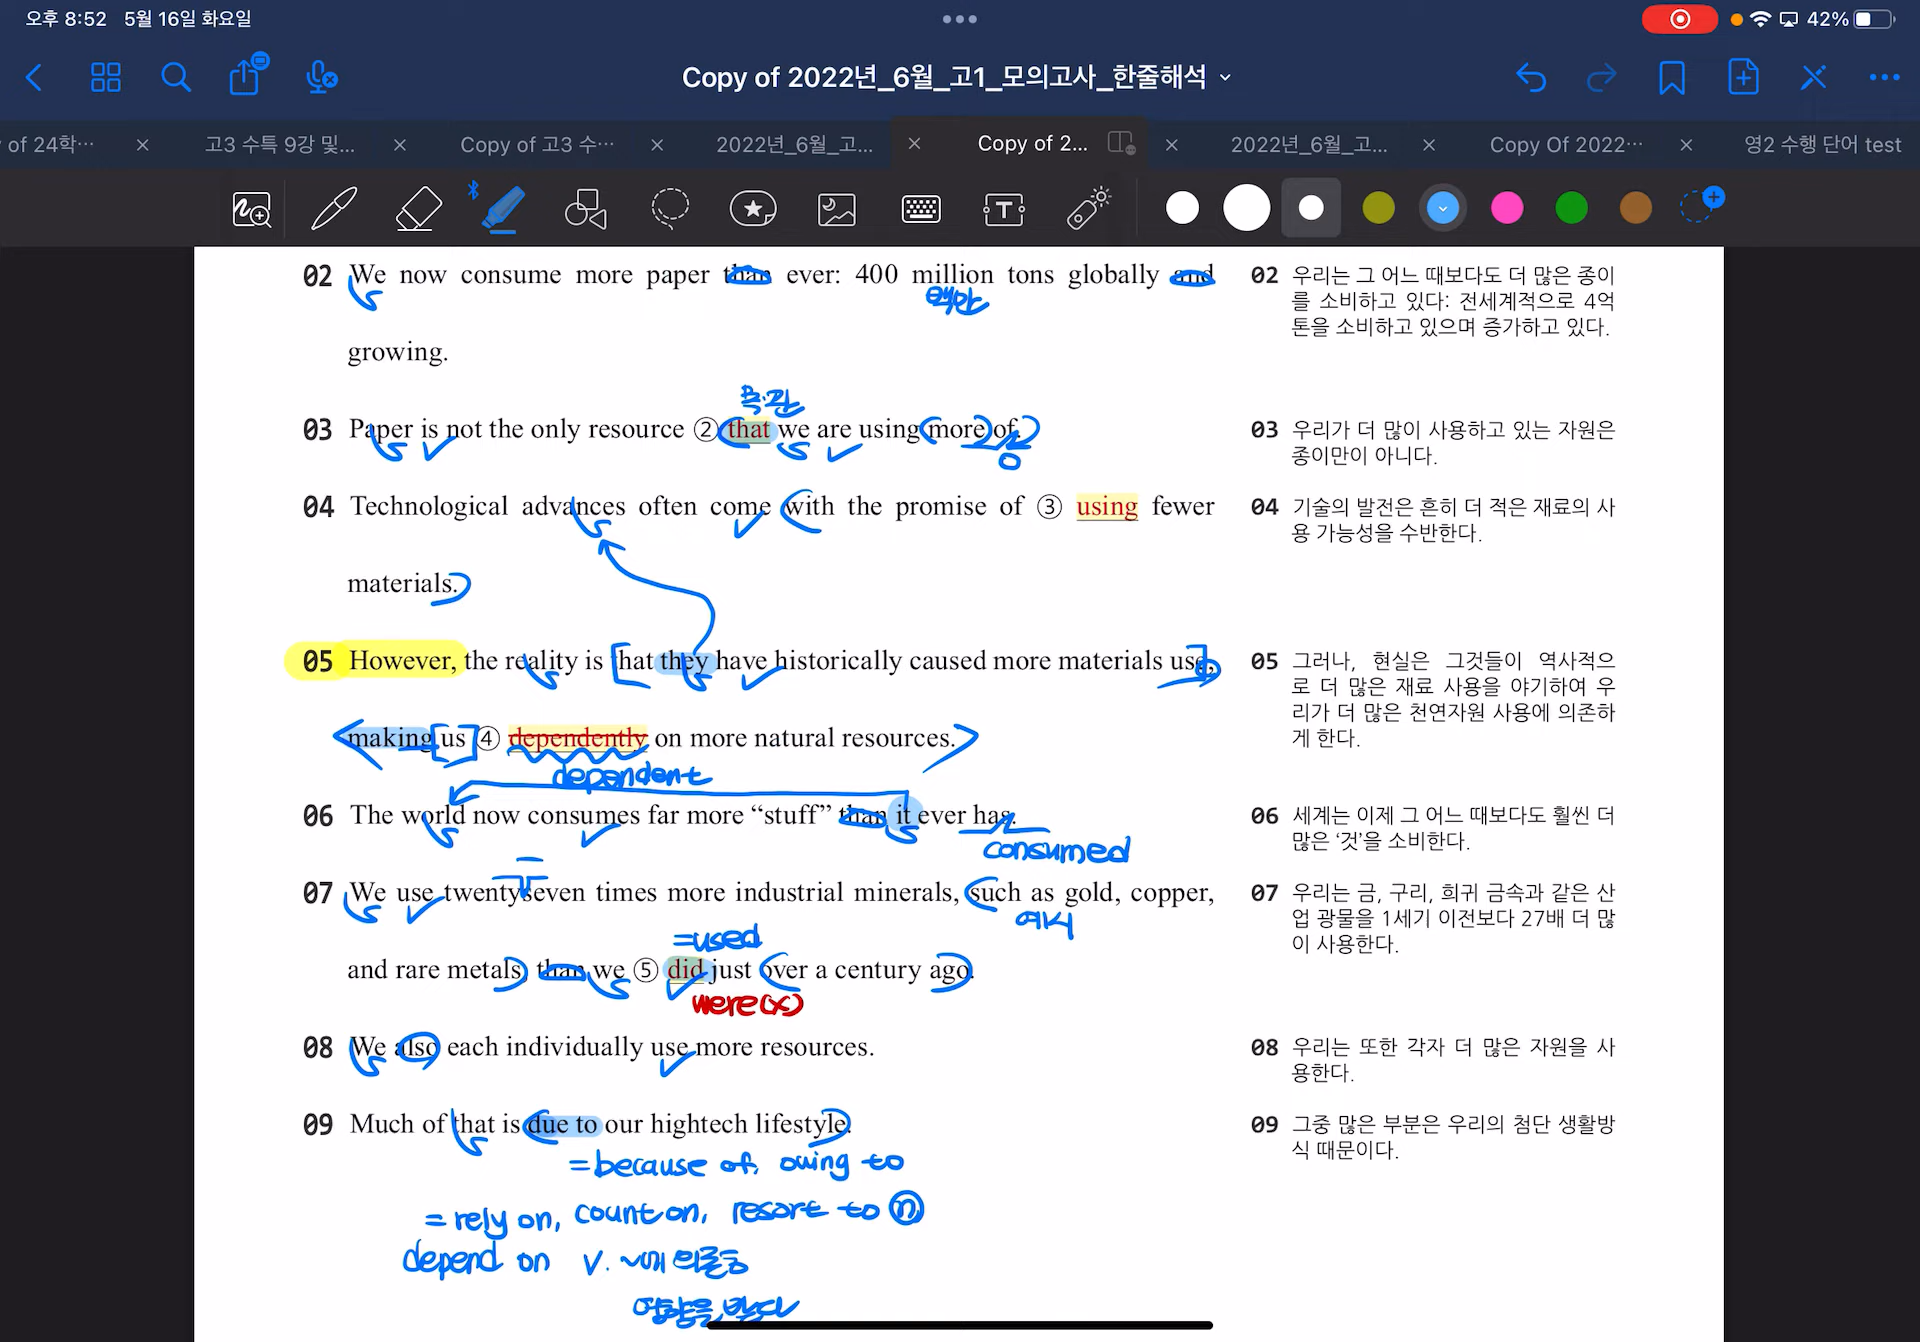 오후 8:52 5월 16일 화요일
42%
Copy of 2022년_6월_고1_모의고사_한줄해석
of 24학…
고3 수특 9강 및...
Copy of 고3 수…
2022년_6월_고...
Copy of 2...
2022년_6월_고...
Copy Of 2022…
영2 수행 단어 test
02 We now consume more paper than ever: 400 million tons globally and
백만
growing.
02 우리는 그 어느 때보다도 더 많은 종이
를 소비하고 있다: 전세계적으로 4억
톤을 소비하고 있으며 증가하고 있다.
목.관
03 Paper is not the only resource ② that we are using more of.
03 우리가 더 많이 사용하고 있는 자원은
종이만이 아니다.
04 Technological advances often come with the promise of ③ using fewer
materials.
04 기술의 발전은 흔히 더 적은 재료의 사
용 가능성을 수반한다.
05 However, the reality is that they have historically caused more materials use,
making us ④ dependently on more natural resources.
dependent
05 그러나, 현실은 그것들이 역사적으
로 더 많은 재료 사용을 야기하여 우
리가 더 많은 천연자원 사용에 의존하
게 한다.
06 The world now consumes far more “stuff” than it ever has.
consumed
06 세계는 이제 그 어느 때보다도 훨씬 더
많은 ‘것’을 소비한다.
07 We use twentyseven times more industrial minerals, such as gold, copper,
예시
=used
and rare metals, than we ⑤ did just over a century ago.
were(x)
07 우리는 금, 구리, 희귀 금속과 같은 산
업 광물을 1세기 이전보다 27배 더 많
이 사용한다.
08 We also each individually use more resources.
08 우리는 또한 각자 더 많은 자원을 사
용한다.
09 Much of that is due to our hightech lifestyle.
09 그중 많은 부분은 우리의 첨단 생활방
식 때문이다.
=because of, owing to
=rely on, count on, resort to ⓝ
depend on v. ~에 의존
영향을 받다